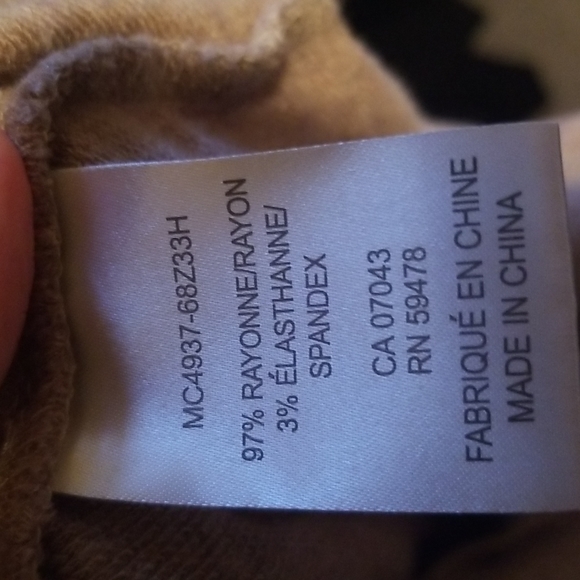 MC4937-68Z33H
97% RAYONNE/RAYON
3% ÉLASTHANNE/
SPANDEX
CA 07043
RN 59478
FABRIQUÉ EN CHINE
MADE IN CHINA